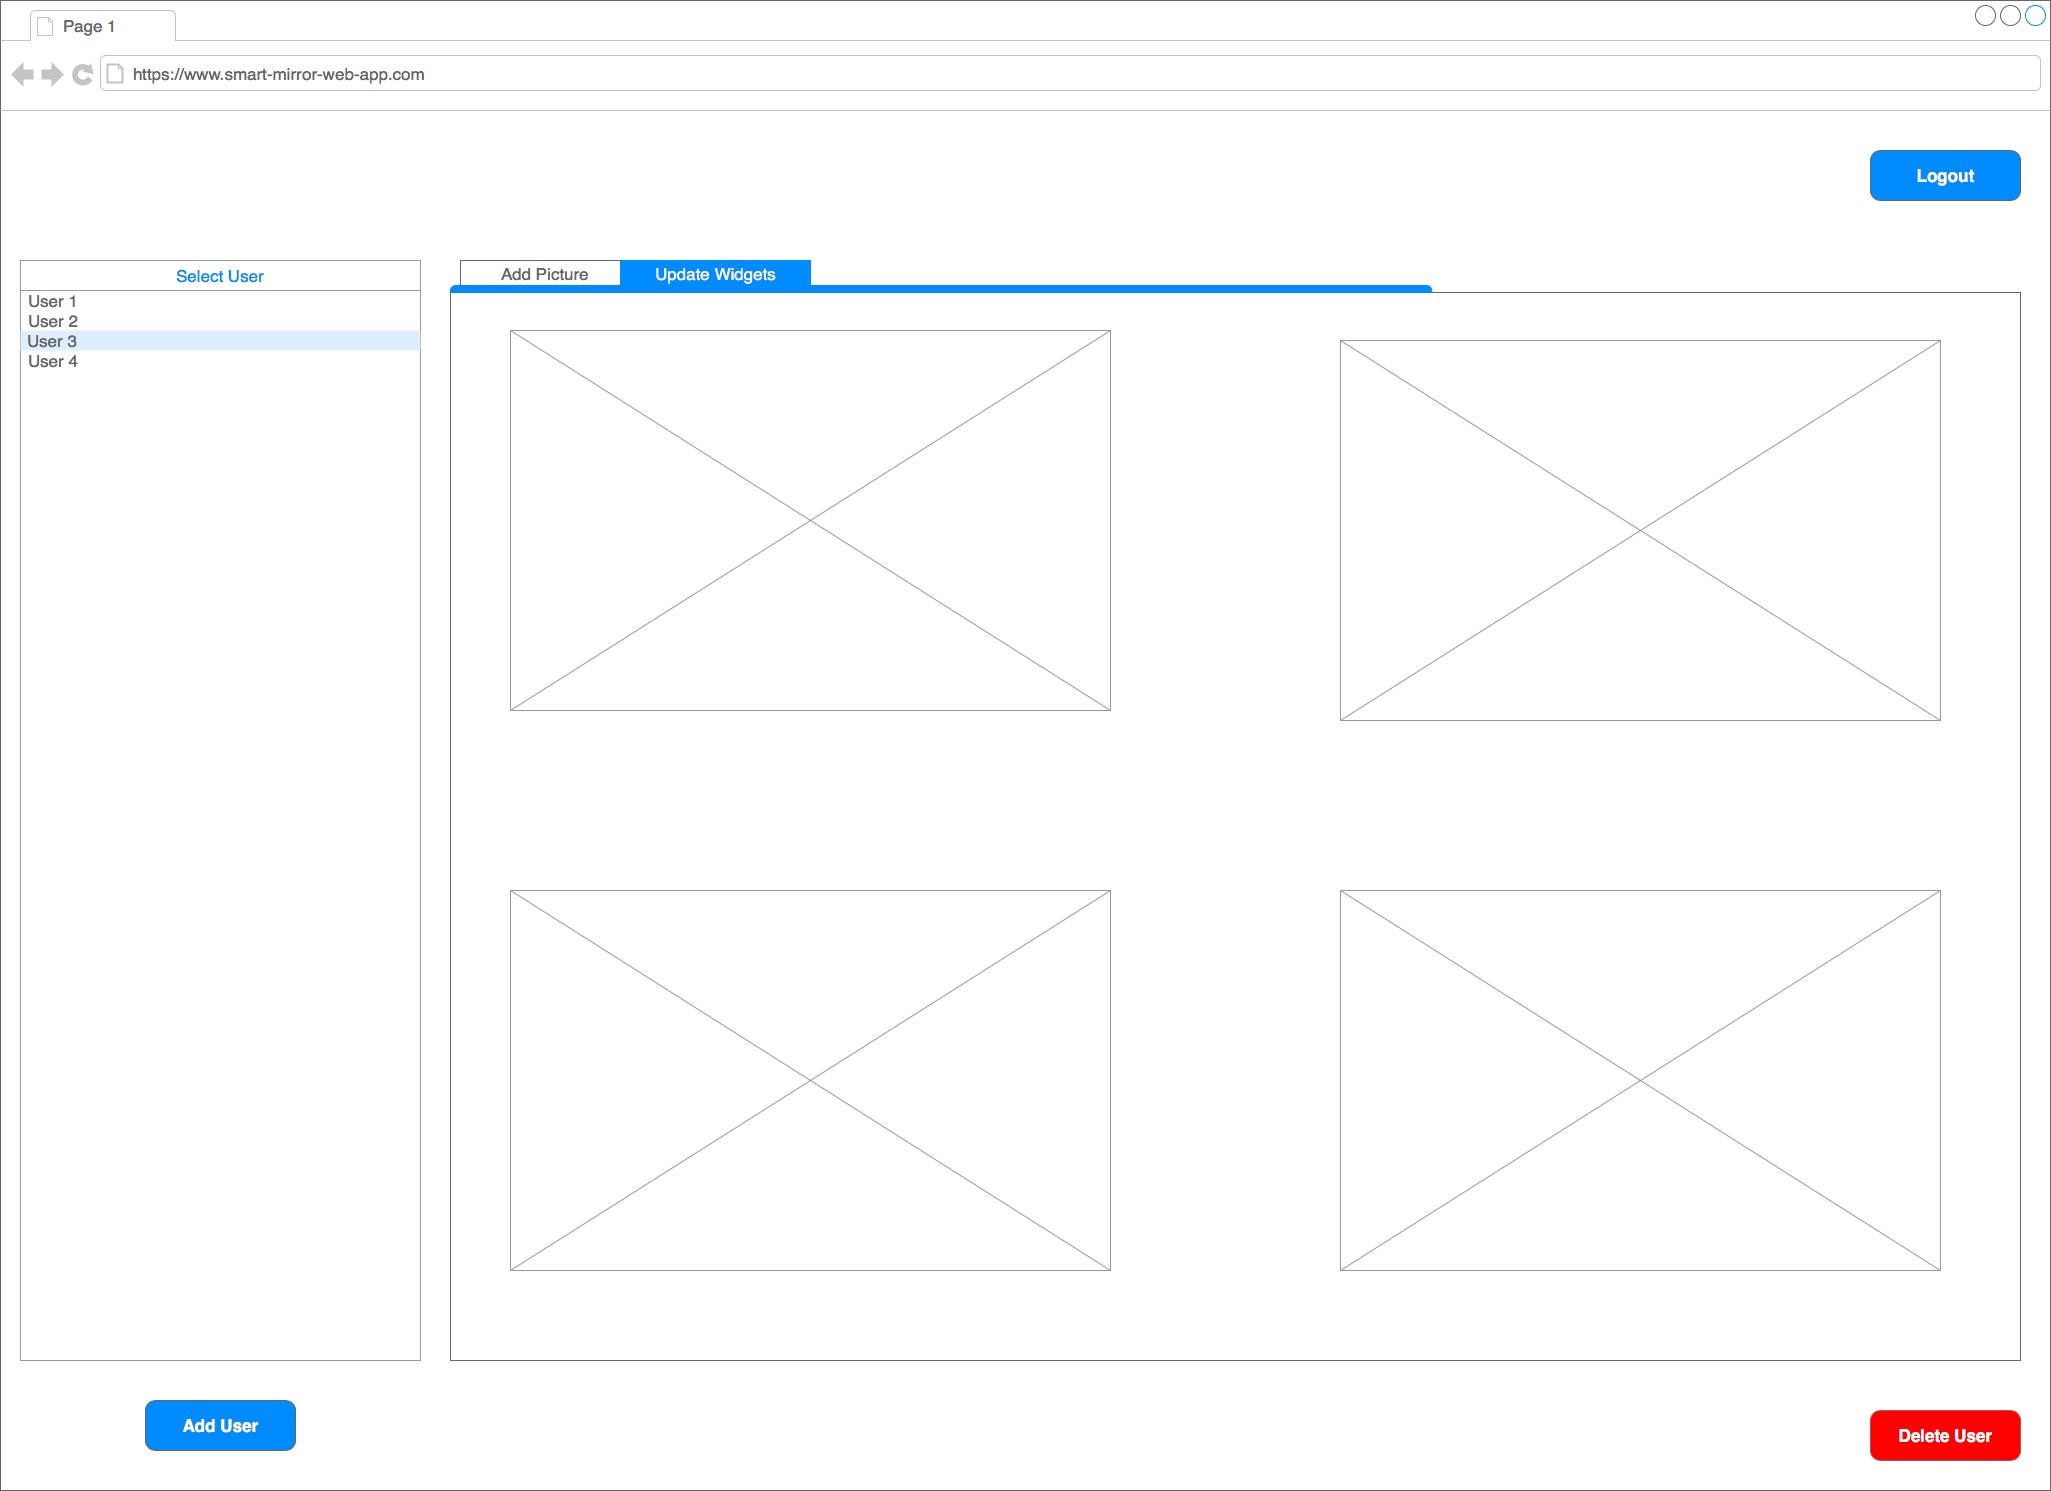 Page 1
https://www.smart-mirror-web-app.com
Logout
Select User
User 1
User 2
User 3
User 4
Add Picture
Update Widgets
Add User
Delete User